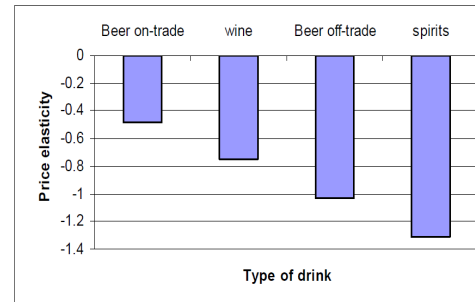 Beer on-trade wine Beer off-trade spirits
0
-0.2
-0.4
-0.6
-0.8
-1
-1.2
-1.4
Price elasticity
Type of drink